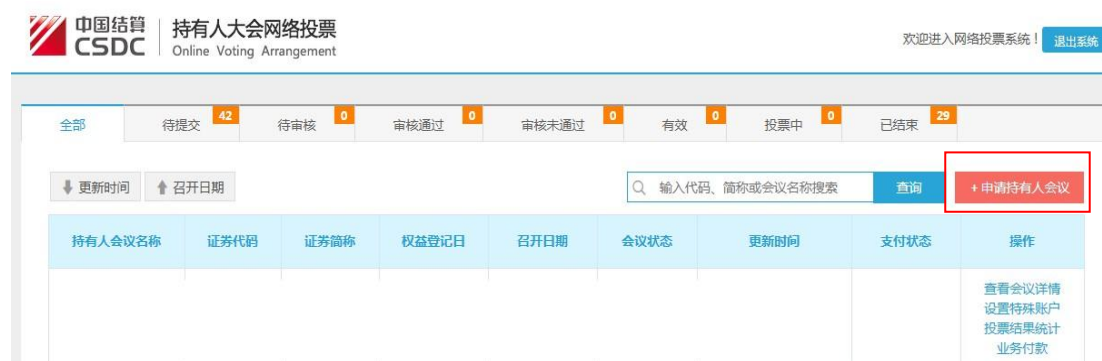 中国结算
CSDC
持有人大会网络投票
Online Voting Arrangement
欢迎进入网络投票系统！ 退出系统
全部 待提交 42 待审核 0 审核通过 0 审核未通过 0 有效 0 投票中 0 已结束 29
更新时间 召开日期 输入代码、简称或会议名称搜索 查询 +申请持有人会议
持有人会议名称 证券代码 证券简称 权益登记日 召开日期 会议状态 更新时间 支付状态 操作
查看会议详情
设置特殊账户
投票结果统计
业务付款